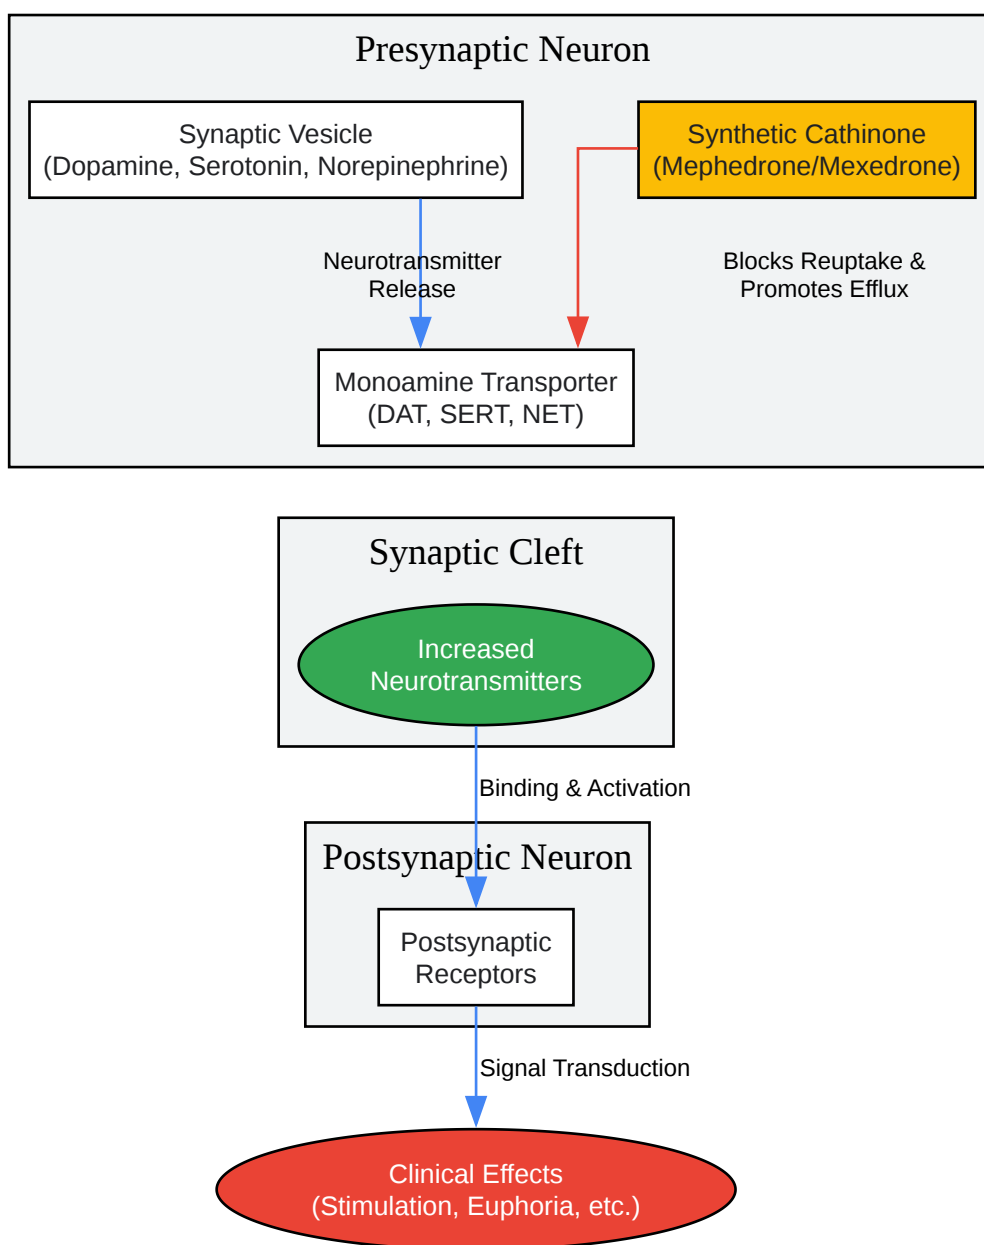 Presynaptic Neuron
Synaptic Vesicle
(Dopamine, Serotonin, Norepinephrine)
Synthetic Cathinone
(Mephedrone/Mexedrone)
Neurotransmitter
Release
Blocks Reuptake &
Promotes Efflux
Monoamine Transporter
(DAT, SERT, NET)
Synaptic Cleft
Increased
Neurotransmitters
Binding & Activation
Postsynaptic Neuron
Postsynaptic
Receptors
Signal Transduction
Clinical Effects
(Stimulation, Euphoria, etc.)